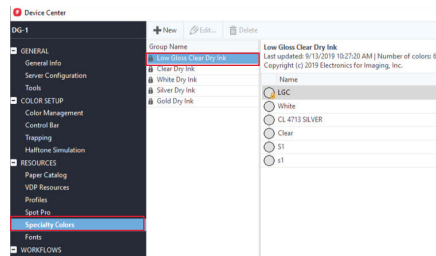 Device Center
DG-1
New Edit... Delete
GENERAL
General Info
Server Configuration
Tools
COLOR SETUP
Color Management
Control Bar
Trapping
Halftone Simulation
RESOURCES
Paper Catalog
VDP Resources
Profiles
Spot Pro
Specialty Colors
Fonts
WORKFLOWS
Group Name
Low Gloss Clear Dry Ink
Clear Dry Ink
White Dry Ink
Silver Dry Ink
Gold Dry Ink
Low Gloss Clear Dry Ink
Last updated: 9/13/2019 10:27:20 AM | Number of colors: 6
Copyright (c) 2019 Electronics for Imaging, Inc.
Name
LGC
White
CL 4713 SILVER
Clear
S1
s1